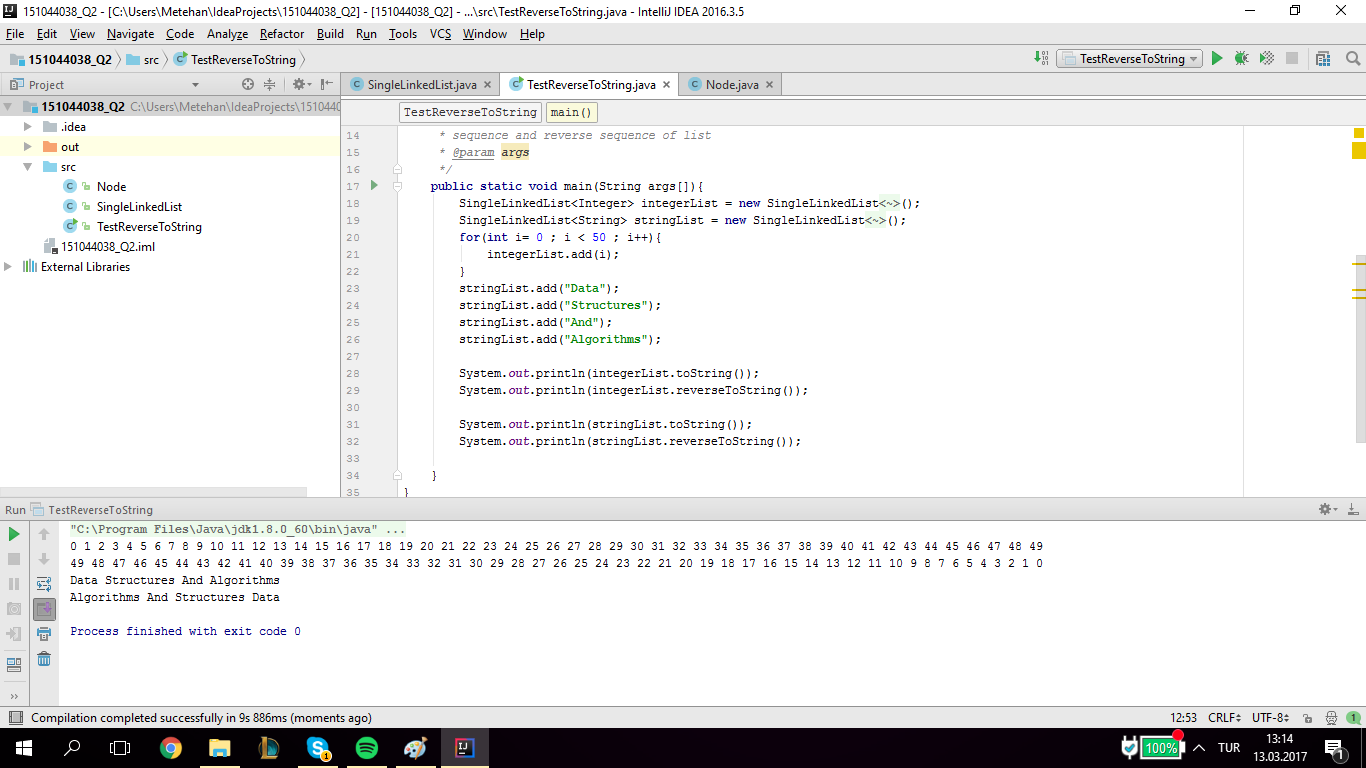 151044038_Q2 - [C:\Users\Metehan\IdeaProjects\151044038_Q2] - [151044038_Q2] - ...\src\TestReverseToString.java - IntelliJ IDEA 2016.3.5
File Edit View Navigate Code Analyze Refactor Build Run Tools VCS Window Help
151044038_Q2 src TestReverseToString
TestReverseToString
Project
SingleLinkedList.java TestReverseToString.java Node.java
151044038_Q2 C:\Users\Metehan\IdeaProjects\15104403
.idea
out
src
Node
SingleLinkedList
TestReverseToString
151044038_Q2.iml
External Libraries
TestReverseToString main()
14 * sequence and reverse sequence of list
15 * @param args
16 */
17 public static void main(String args[]){
18 SingleLinkedList<Integer> integerList = new SingleLinkedList<~>();
19 SingleLinkedList<String> stringList = new SingleLinkedList<~>();
20 for(int i= 0 ; i < 50 ; i++){
21 integerList.add(i);
22 }
23 stringList.add("Data");
24 stringList.add("Structures");
25 stringList.add("And");
26 stringList.add("Algorithms");
27
28 System.out.println(integerList.toString());
29 System.out.println(integerList.reverseToString());
30
31 System.out.println(stringList.toString());
32 System.out.println(stringList.reverseToString());
33
34 }
35 }
Run TestReverseToString
"C:\Program Files\Java\jdk1.8.0_60\bin\java" ...
0 1 2 3 4 5 6 7 8 9 10 11 12 13 14 15 16 17 18 19 20 21 22 23 24 25 26 27 28 29 30 31 32 33 34 35 36 37 38 39 40 41 42 43 44 45 46 47 48 49
49 48 47 46 45 44 43 42 41 40 39 38 37 36 35 34 33 32 31 30 29 28 27 26 25 24 23 22 21 20 19 18 17 16 15 14 13 12 11 10 9 8 7 6 5 4 3 2 1 0
Data Structures And Algorithms
Algorithms And Structures Data
Process finished with exit code 0
Compilation completed successfully in 9s 886ms (moments ago)
12:53 CRLF UTF-8 1
1
100% TUR
13:14
13.03.2017
1